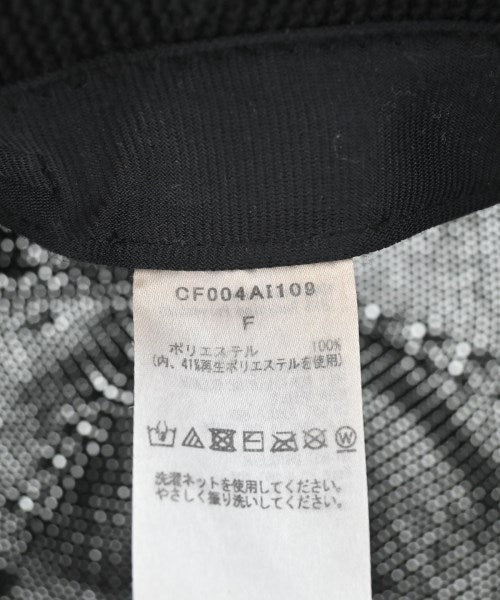 CF004AI109
F
ポリエステル 100%
(内、41%再生ポリエステルを使用)
洗濯ネットを使用してください。
やさしく振り洗いしてください。